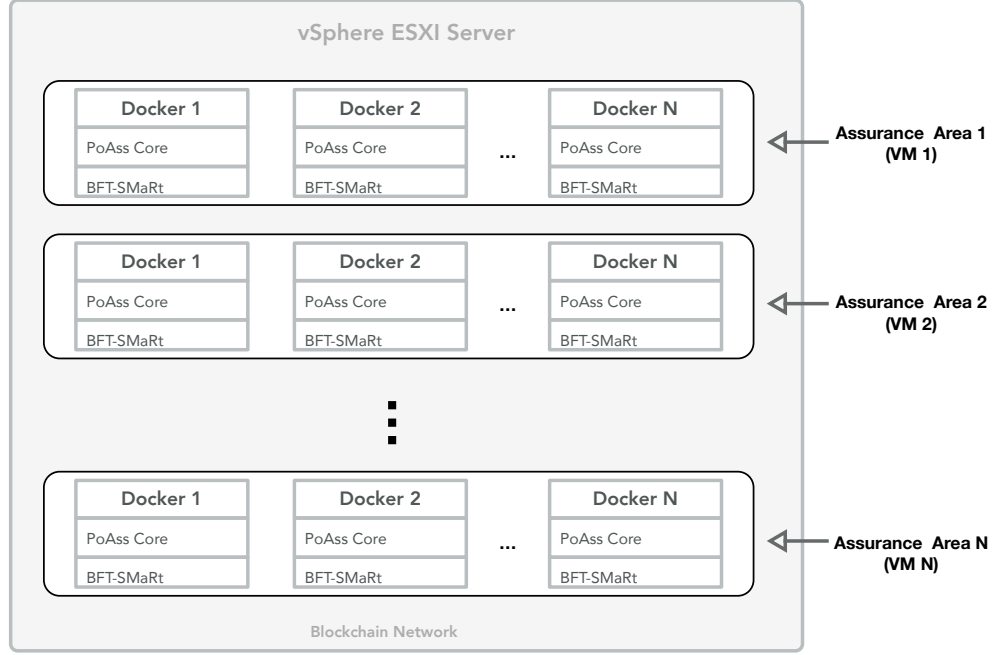 vSphere ESXI Server
Docker 1
PoAss Core
BFT-SMaRt
Docker 2
PoAss Core
BFT-SMaRt
...
Docker N
PoAss Core
BFT-SMaRt
Assurance Area 1
(VM 1)
Docker 1
PoAss Core
BFT-SMaRt
Docker 2
PoAss Core
BFT-SMaRt
...
Docker N
PoAss Core
BFT-SMaRt
Assurance Area 2
(VM 2)
Docker 1
PoAss Core
BFT-SMaRt
Docker 2
PoAss Core
BFT-SMaRt
...
Docker N
PoAss Core
BFT-SMaRt
Assurance Area N
(VM N)
Blockchain Network